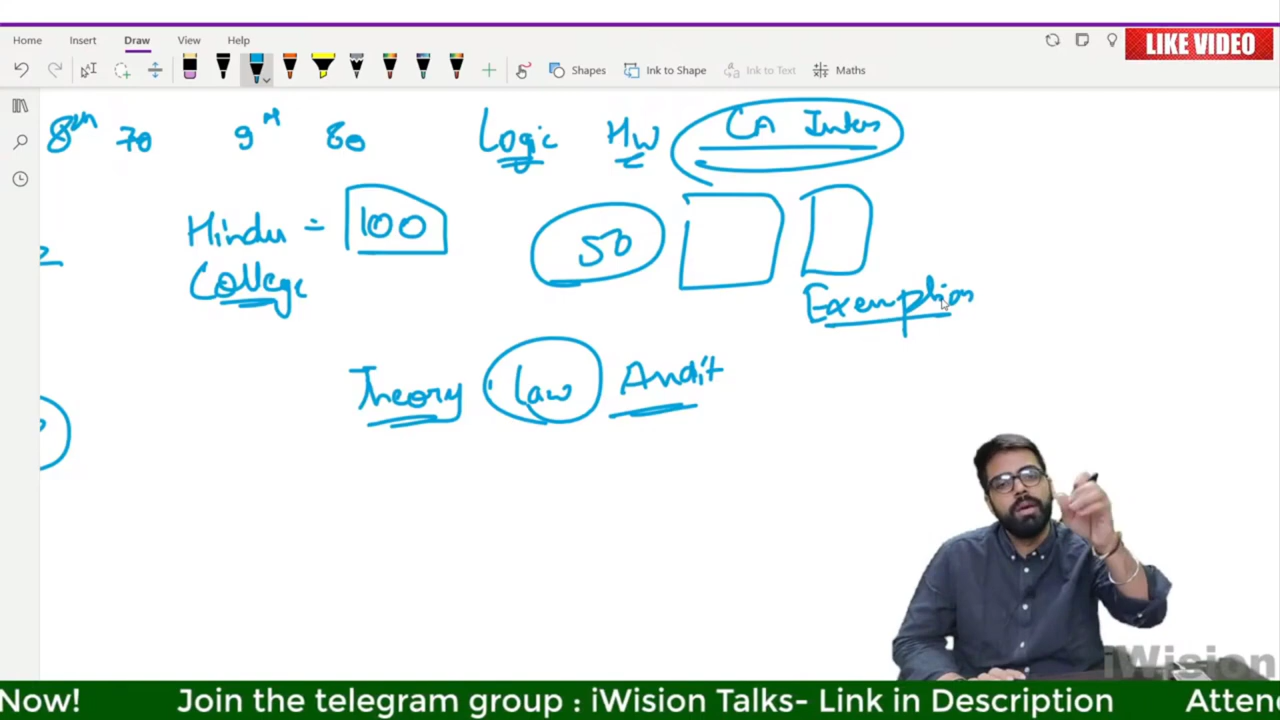 Home Insert Draw View Help
LIKE VIDEO
Shapes Ink to Shape Ink to Text Maths
8th 70 9th 80 Logic HW CA Inter
Hindu = 100 50
College
Exemption
Theory Law Audit
iWision
Now! Join the telegram group : iWision Talks- Link in Description Atten